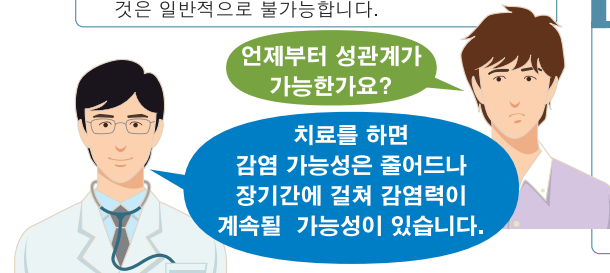 것은 일반적으로 불가능합니다.
언제부터 성관계가
가능한가요?
치료를 하면
감염 가능성은 줄어드나
장기간에 걸쳐 감염력이
계속될 가능성이 있습니다.